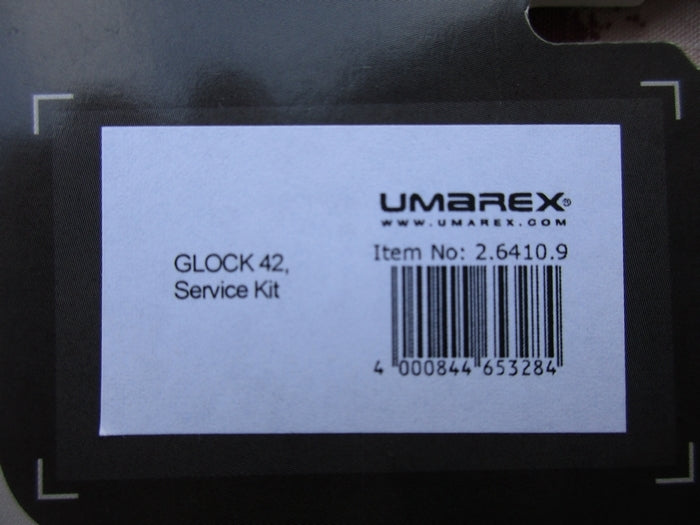 GLOCK 42,
Service Kit
UMAREX®
WWW.UMAREX.COM
Item No: 2.6410.9
4 000844 653284